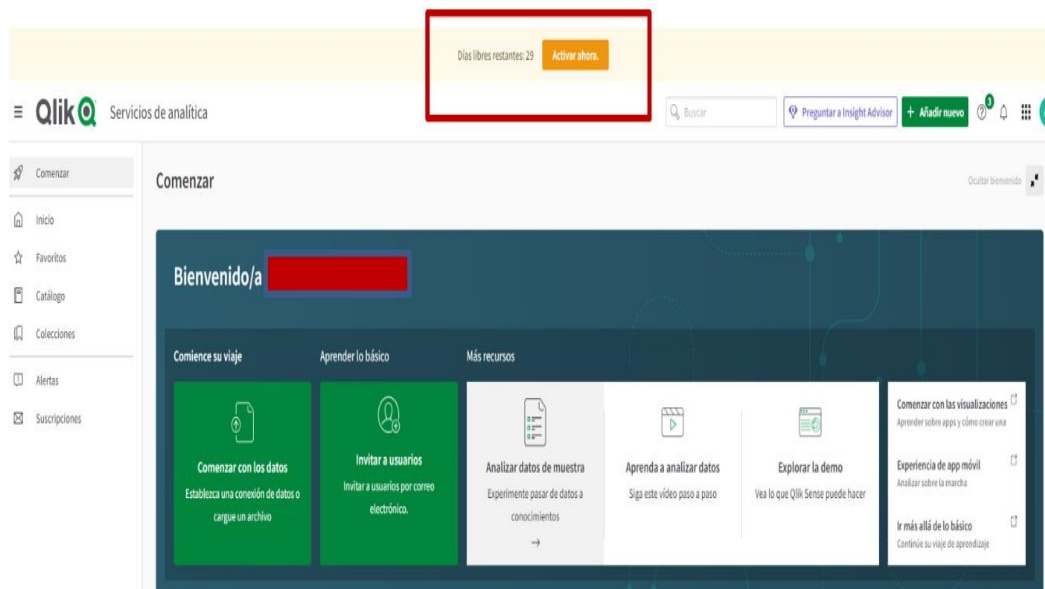 Días libres restantes: 29 Activar ahora.
Qlik Servicios de analítica
Buscar
Preguntar a Insight Advisor
+ Añadir nuevo
3
Comenzar
Inicio
Favoritos
Catálogo
Colecciones
Alertas
Suscripciones
Comenzar
Ocultar bienvenida
Bienvenido/a
Comience su viaje
Comenzar con los datos
Establezca una conexión de datos o
cargue un archivo
Aprender lo básico
Invitar a usuarios
Invitar a usuarios por correo
electrónico.
Más recursos
Analizar datos de muestra
Experimente pasar de datos a
conocimientos
→
Aprenda a analizar datos
Siga este vídeo paso a paso
Explorar la demo
Vea lo que Qlik Sense puede hacer
Comenzar con las visualizaciones
Aprender sobre apps y cómo crear una
Experiencia de app móvil
Analizar sobre la marcha
Ir más allá de lo básico
Continúe su viaje de aprendizaje